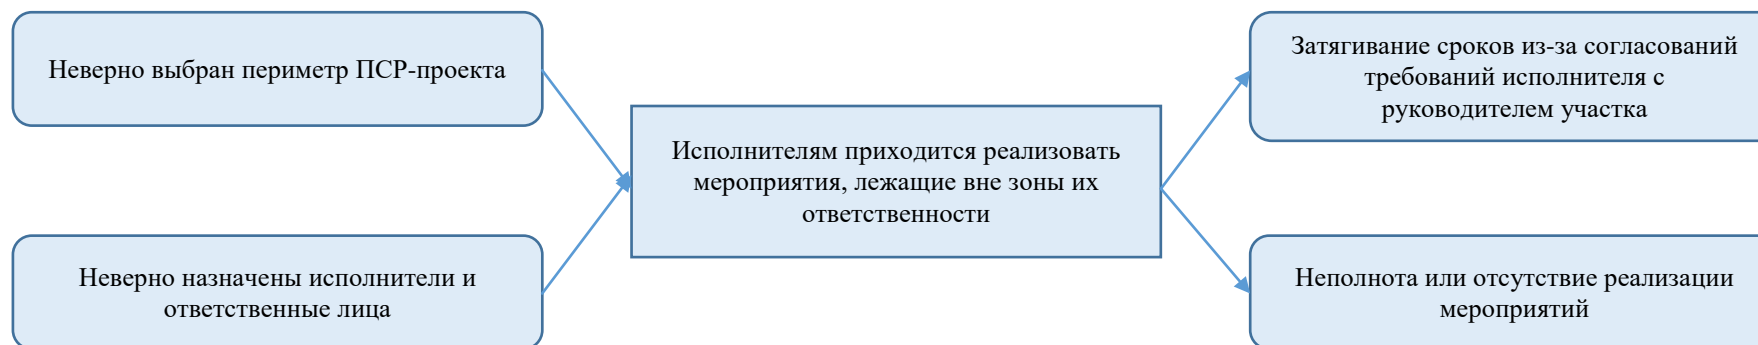 Неверно выбран периметр ПСР-проекта
Неверно назначены исполнители и
ответственные лица
Исполнителям приходится реализовать
мероприятия, лежащие вне зоны их
ответственности
Затягивание сроков из-за согласований
требований исполнителя с
руководителем участка
Неполнота или отсутствие реализации
мероприятий